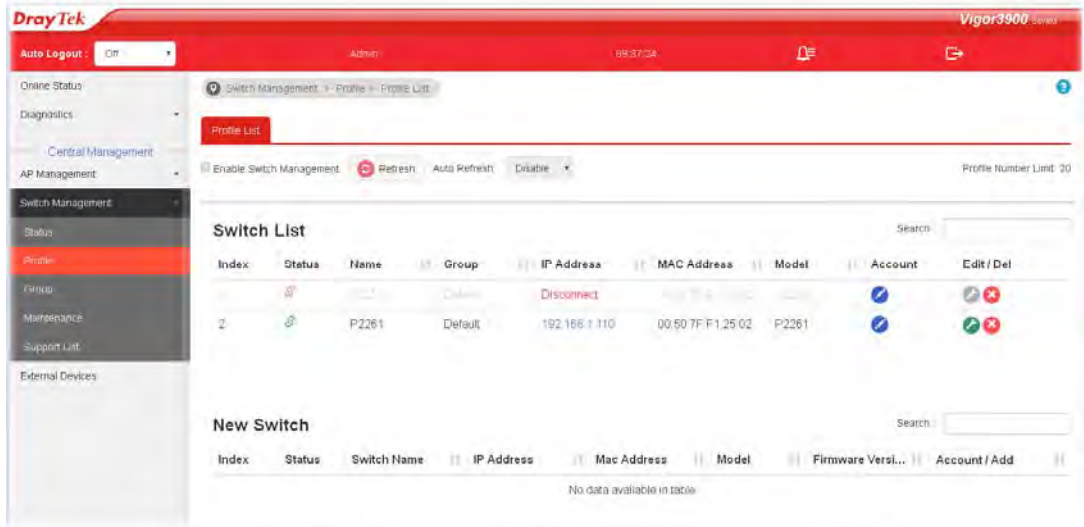 DrayTek
Vigor3900 Series
Auto Logout : Off
Admin
Online Status
Switch Management > Profile > Profile List
Diagnostics
Profile List
Central Management
Enable Switch Management Refresh Auto Refresh Disable
Profile Number Limit: 20
AP Management
Switch Management
Status
Switch List
Search
Profile
Index Status Name Group IP Address MAC Address Model Account Edit / Del
Group
Disconnect
Maintenance
2 P2261 Default 192.168.1.110 00:50:7F:F1:25:02 P2261
Support List
External Devices
New Switch
Search :
Index Status Switch Name IP Address Mac Address Model Firmware Versi... Account / Add
No data available in table